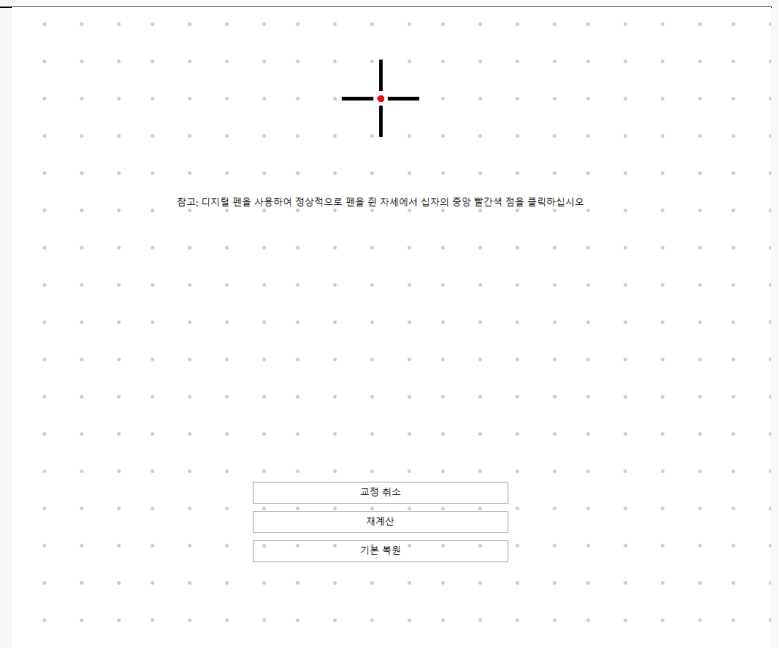 참고: 디지털 펜을 사용하여 정상적으로 펜을 쥔 자세에서 십자의 중앙 빨간색 점을 클릭하십시오
교정 취소
재계산
기본 복원